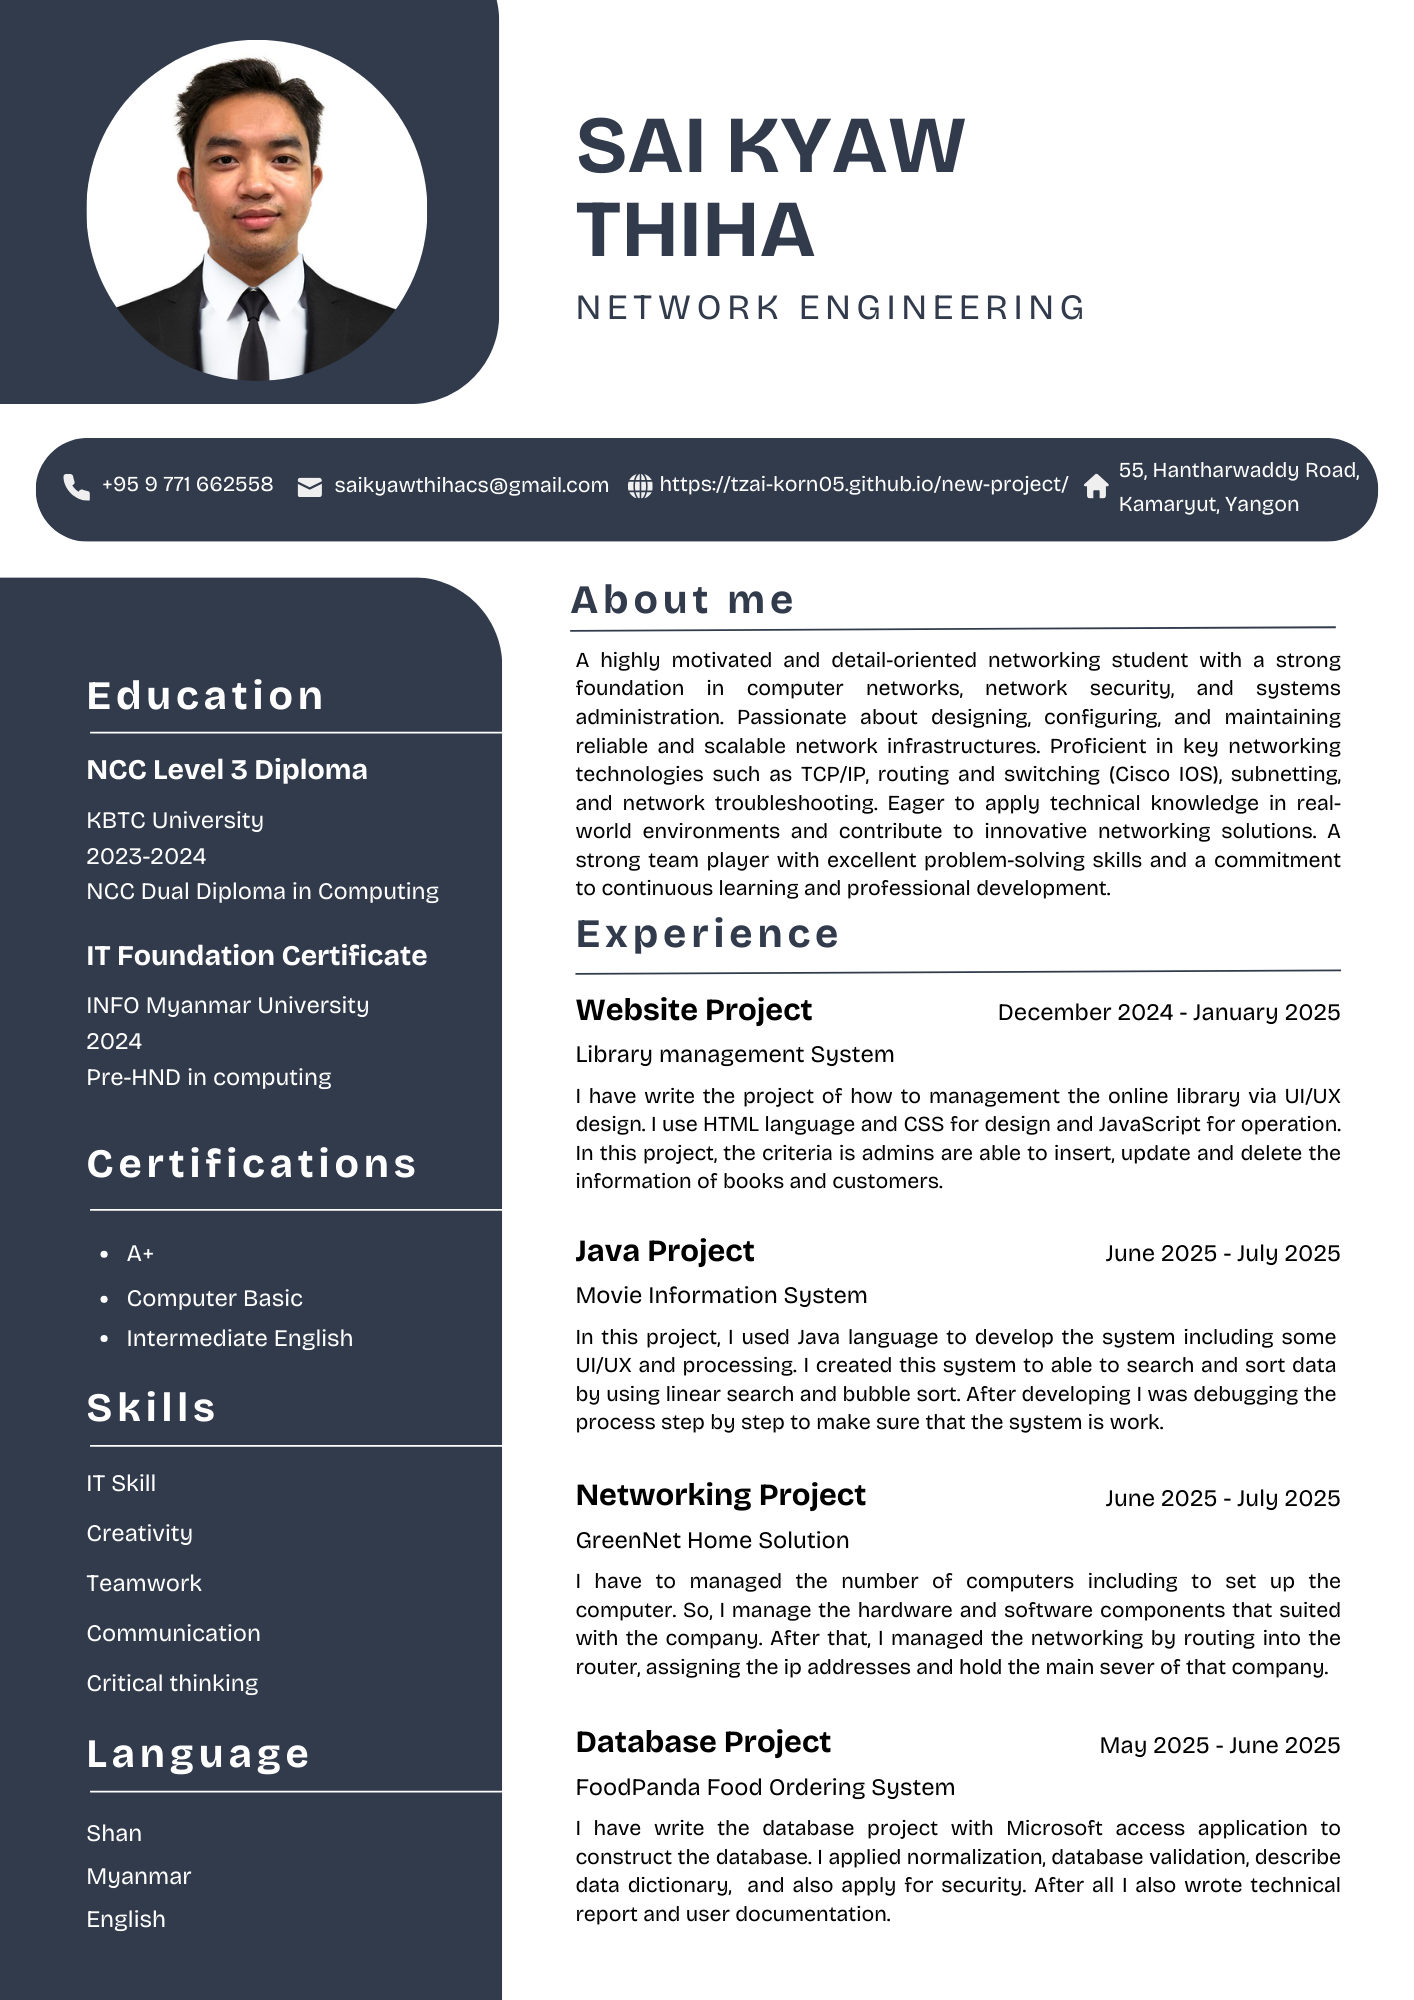 SAI KYAW
THIHA
NETWORK ENGINEERING
+95 9 771 662558
saikyawthihacs@gmail.com
https://tzai-korn05.github.io/new-project/
55, Hantharwaddy Road,
Kamaryut, Yangon
Education
NCC Level 3 Diploma
KBTC University
2023-2024
NCC Dual Diploma in Computing
IT Foundation Certificate
INFO Myanmar University
2024
Pre-HND in computing
Certifications
• A+
• Computer Basic
• Intermediate English
Skills
IT Skill
Creativity
Teamwork
Communication
Critical thinking
Language
Shan
Myanmar
English
About me
A highly motivated and detail-oriented networking student with a strong
foundation in computer networks, network security, and systems
administration. Passionate about designing, configuring, and maintaining
reliable and scalable network infrastructures. Proficient in key networking
technologies such as TCP/IP, routing and switching (Cisco IOS), subnetting,
and network troubleshooting. Eager to apply technical knowledge in real-
world environments and contribute to innovative networking solutions. A
strong team player with excellent problem-solving skills and a commitment
to continuous learning and professional development.
Experience
Website Project December 2024 - January 2025
Library management System
I have write the project of how to management the online library via UI/UX
design. I use HTML language and CSS for design and JavaScript for operation.
In this project, the criteria is admins are able to insert, update and delete the
information of books and customers.
Java Project June 2025 - July 2025
Movie Information System
In this project, I used Java language to develop the system including some
UI/UX and processing. I created this system to able to search and sort data
by using linear search and bubble sort. After developing I was debugging the
process step by step to make sure that the system is work.
Networking Project June 2025 - July 2025
GreenNet Home Solution
I have to managed the number of computers including to set up the
computer. So, I manage the hardware and software components that suited
with the company. After that, I managed the networking by routing into the
router, assigning the ip addresses and hold the main sever of that company.
Database Project May 2025 - June 2025
FoodPanda Food Ordering System
I have write the database project with Microsoft access application to
construct the database. I applied normalization, database validation, describe
data dictionary, and also apply for security. After all I also wrote technical
report and user documentation.